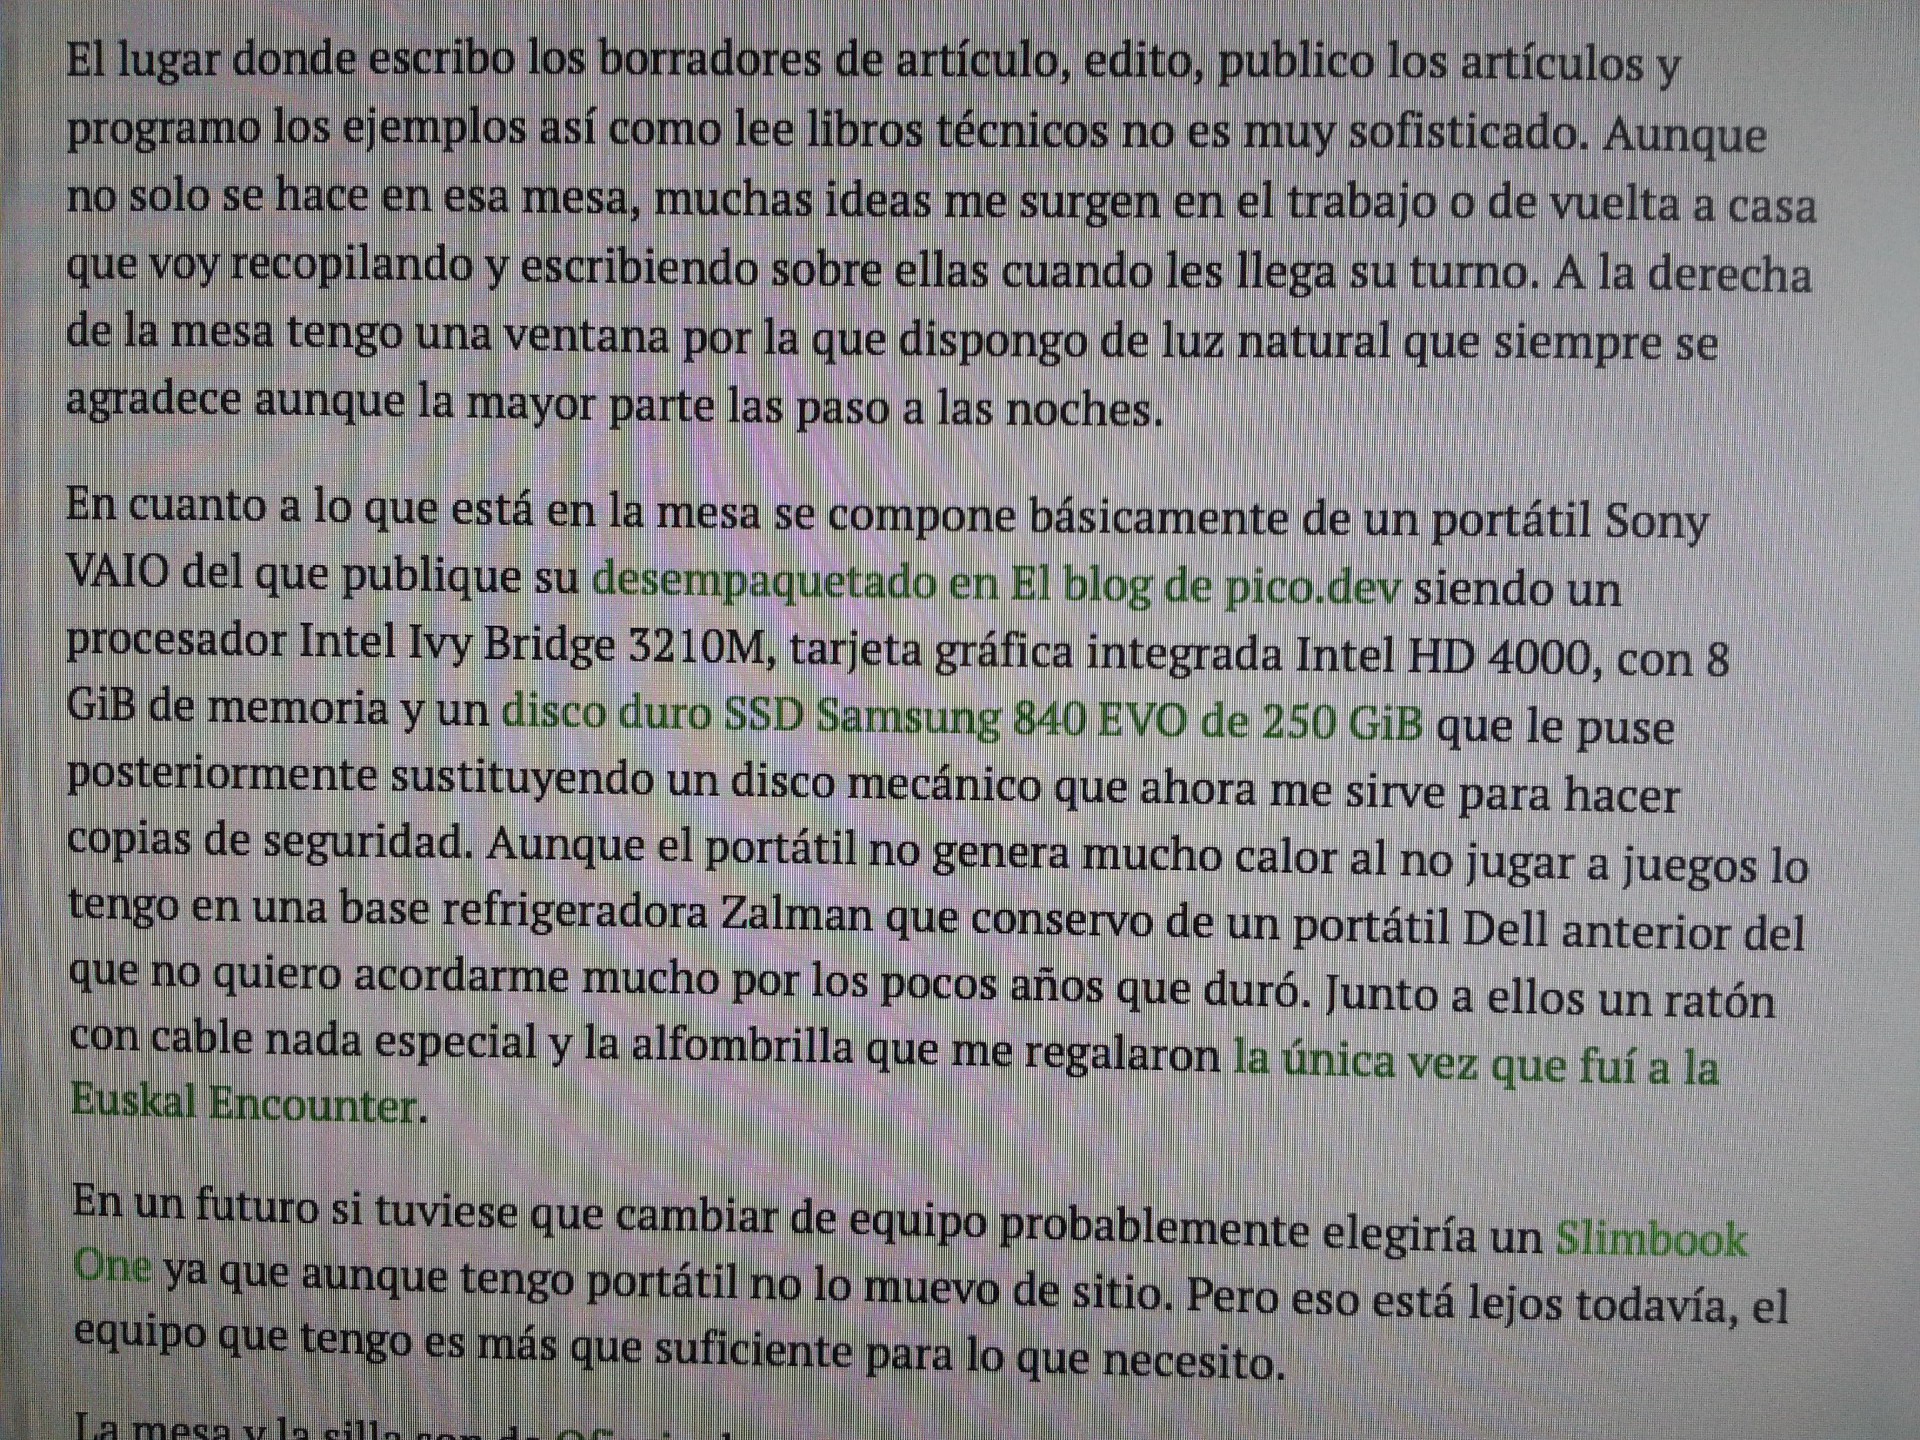 El lugar donde escribo los borradores de artículo, edito, publico los artículos y
programo los ejemplos así como lee libros técnicos no es muy sofisticado. Aunque
no solo se hace en esa mesa, muchas ideas me surgen en el trabajo o de vuelta a casa
que voy recopilando y escribiendo sobre ellas cuando les llega su turno. A la derecha
de la mesa tengo una ventana por la que dispongo de luz natural que siempre se
agradece aunque la mayor parte las paso a las noches.
En cuanto a lo que está en la mesa se compone básicamente de un portátil Sony
VAIO del que publique su desempaquetado en El blog de pico.dev siendo un
procesador Intel Ivy Bridge 3210M, tarjeta gráfica integrada Intel HD 4000, con 8
GiB de memoria y un disco duro SSD Samsung 840 EVO de 250 GiB que le puse
posteriormente sustituyendo un disco mecánico que ahora me sirve para hacer
copias de seguridad. Aunque el portátil no genera mucho calor al no jugar a juegos lo
tengo en una base refrigeradora Zalman que conservo de un portátil Dell anterior del
que no quiero acordarme mucho por los pocos años que duró. Junto a ellos un ratón
con cable nada especial y la alfombrilla que me regalaron la única vez que fuí a la
Euskal Encounter.
En un futuro si tuviese que cambiar de equipo probablemente elegiría un Slimbook
One ya que aunque tengo portátil no lo muevo de sitio. Pero eso está lejos todavía, el
equipo que tengo es más que suficiente para lo que necesito.
La mesa y la silla son de